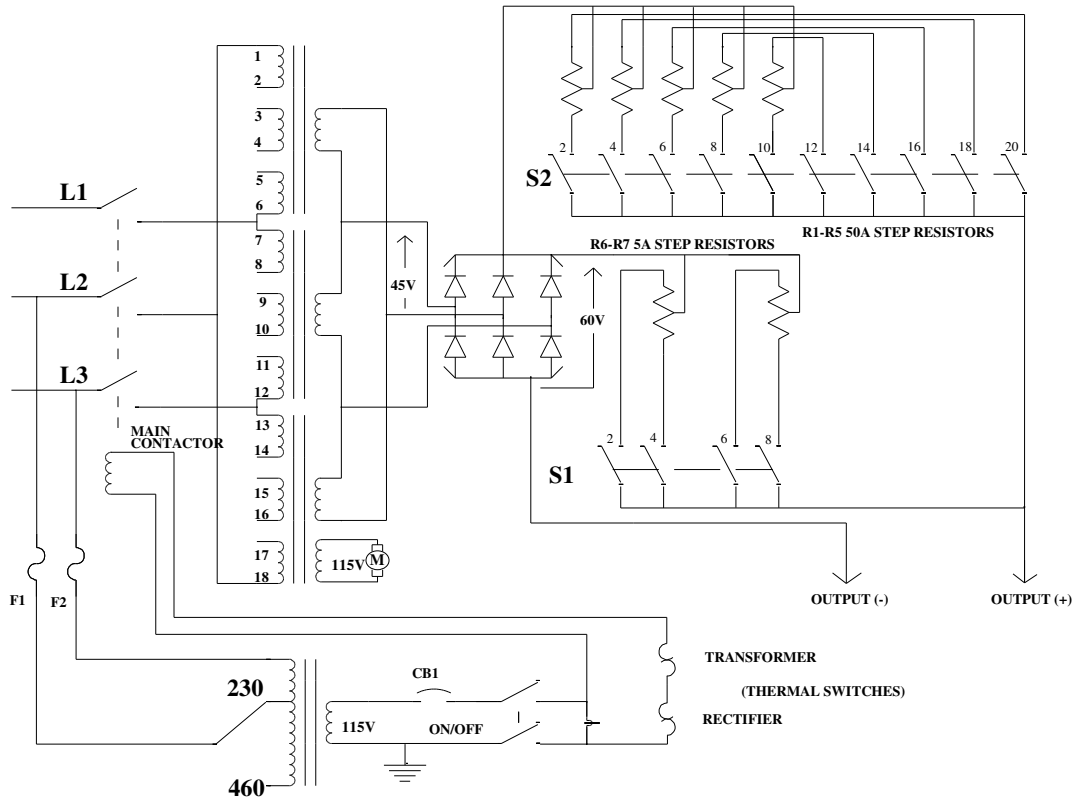 1
2
3
4
5
6
7
8
9
10
11
12
13
14
15
16
17
18
L1
L2
L3
MAIN
CONTACTOR
F1
F2
45V
60V
115V
M
S2
2
4
6
8
10
12
14
16
18
20
R1-R5 50A STEP RESISTORS
R6-R7 5A STEP RESISTORS
S1
2
4
6
8
OUTPUT (-)
OUTPUT (+)
TRANSFORMER
(THERMAL SWITCHES)
RECTIFIER
230
460
115V
CB1
ON/OFF